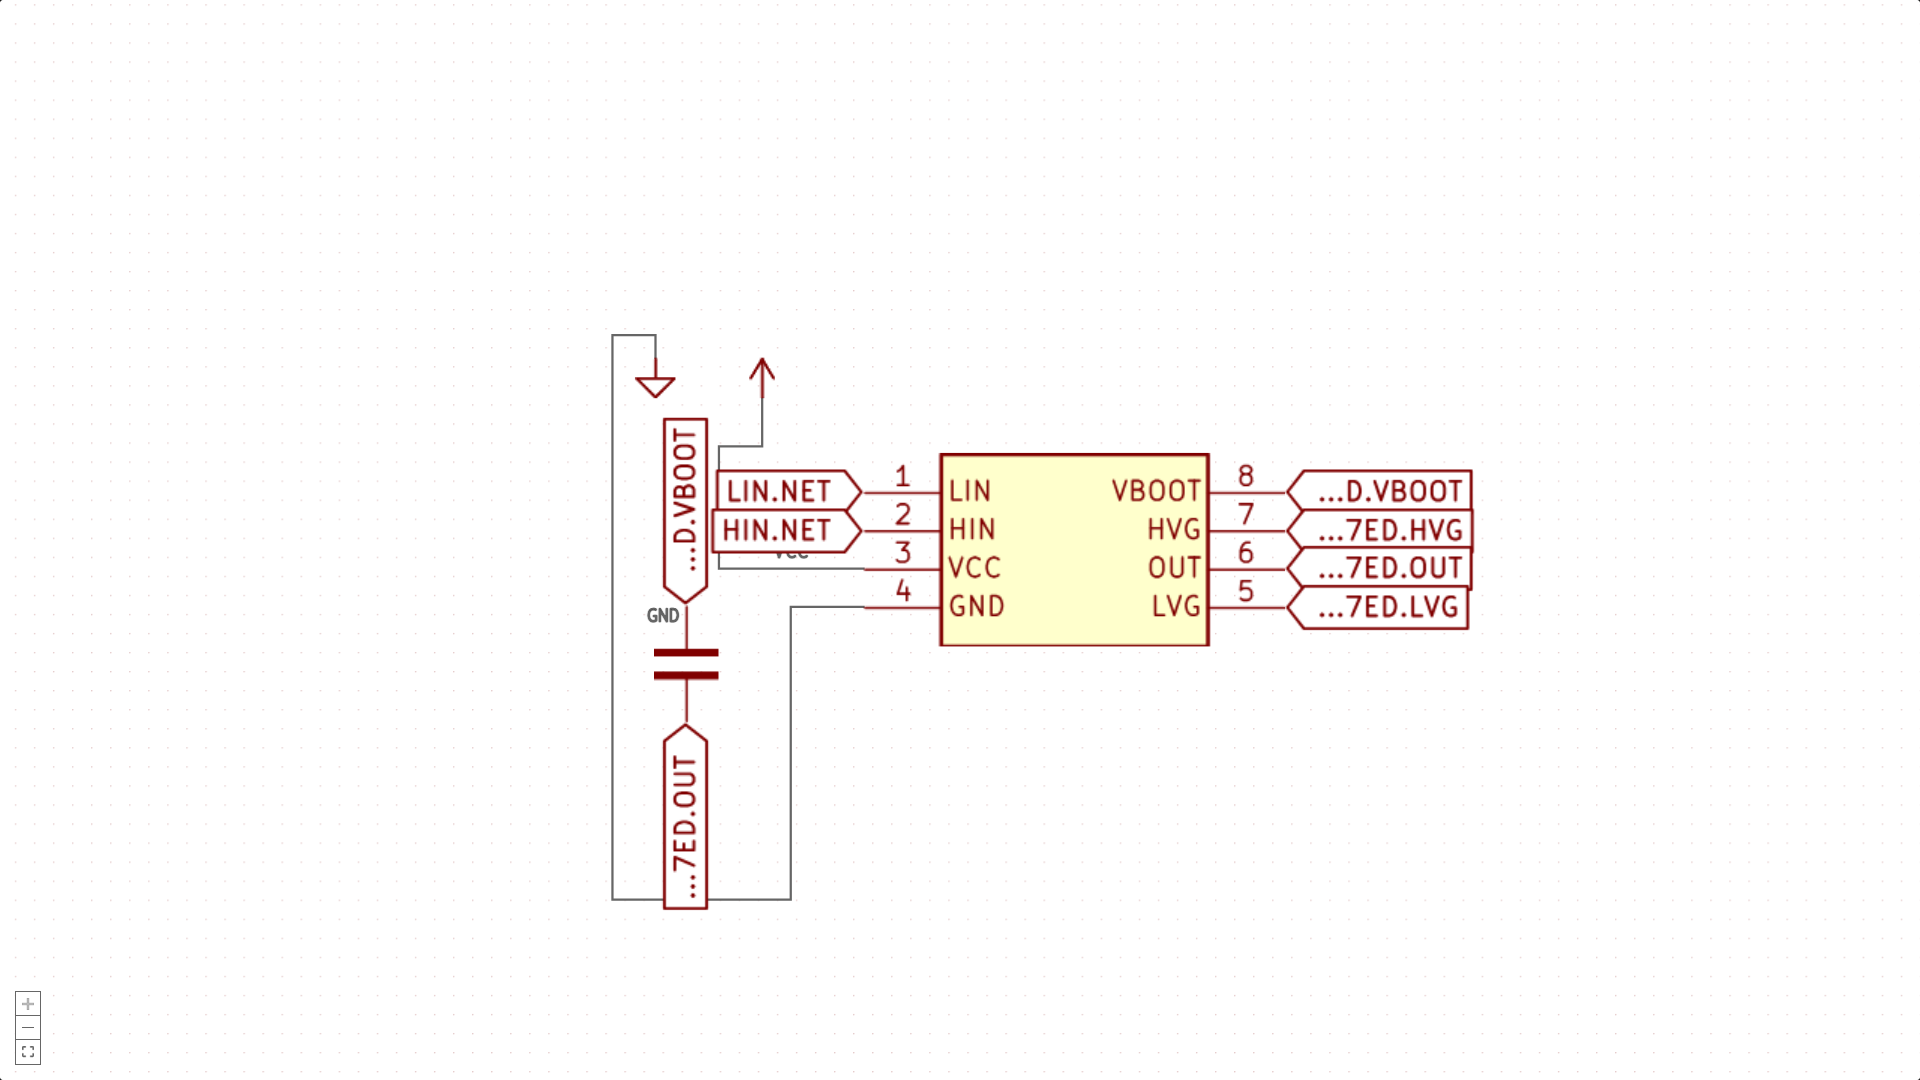 ...D.VBOOT
LIN.NET
1
LIN
VBOOT
8
...D.VBOOT
HIN.NET
2
HIN
HVG
7
...7ED.HVG
VCC
3
VCC
OUT
6
...7ED.OUT
4
GND
LVG
5
...7ED.LVG
GND
...7ED.OUT